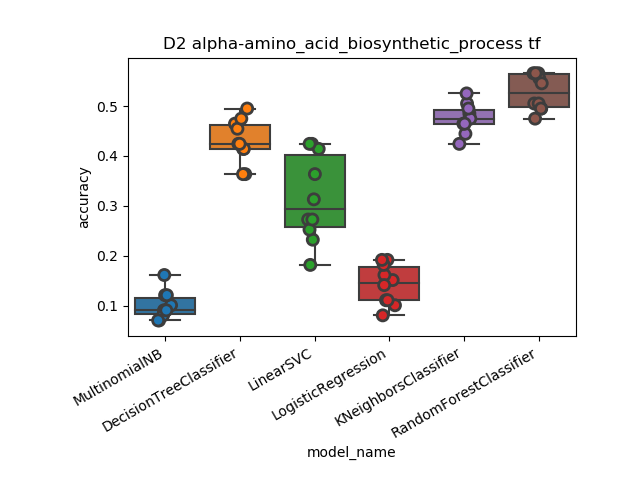 D2 alpha-amino_acid_biosynthetic_process tf
accuracy
0.5
0.4
0.3
0.2
0.1
MultinomialNB
DecisionTreeClassifier
LinearSVC
LogisticRegression
KNeighborsClassifier
RandomForestClassifier
model_name